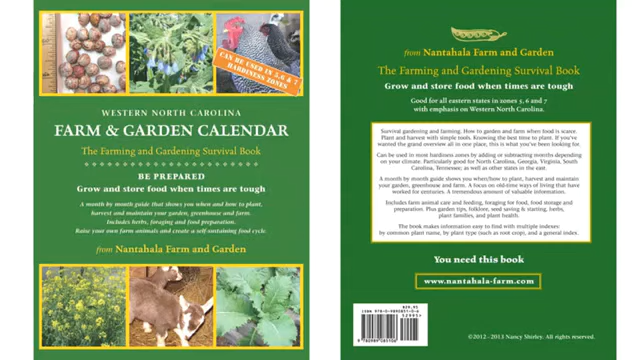 CAN BE USED IN 5,6 & 7
HARDINESS ZONES
WESTERN NORTH CAROLINA
FARM & GARDEN CALENDAR
The Farming and Gardening Survival Book
BE PREPARED
Grow and store food when times are tough
A month by month guide that shows you when and how to plant,
harvest and maintain your garden, greenhouse and farm.
Includes herbs, foraging and food preparation.
Raise your own farm animals and create a self-sustaining food cycle.
from Nantahala Farm and Garden
from Nantahala Farm and Garden
The Farming and Gardening Survival Book
Grow and store food when times are tough
Good for all eastern states in zones 5, 6 and 7
with emphasis on Western North Carolina.
Survival gardening and farming. How to garden and farm when food is scarce.
Plant and harvest with simple tools. Knowing the best time to plant. If you've
wanted the grand overview all in one place, this is what you've been looking for.
Can be used in most hardiness zones by adding or subtracting months depending
on your climate. Particularly good for North Carolina, Georgia, Virginia, South
Carolina, Tennessee; as well as other states in the east.
A month by month guide shows you when/how to plant, harvest and maintain
your garden, greenhouse and farm. A focus on old-time ways of living that have
worked for centuries. A tremendous amount of valuable information.
Includes farm animal care and feeding, foraging for food, food storage and
preparation. Plus garden tips, folklore, seed saving & starting, herbs,
plant families, and plant health.
The book makes information easy to find with multiple indexes:
by common plant name, by plant type (such as root crop), and a general index.
You need this book
www.nantahala-farm.com
©2012 - 2013 Nancy Shirley. All rights reserved.